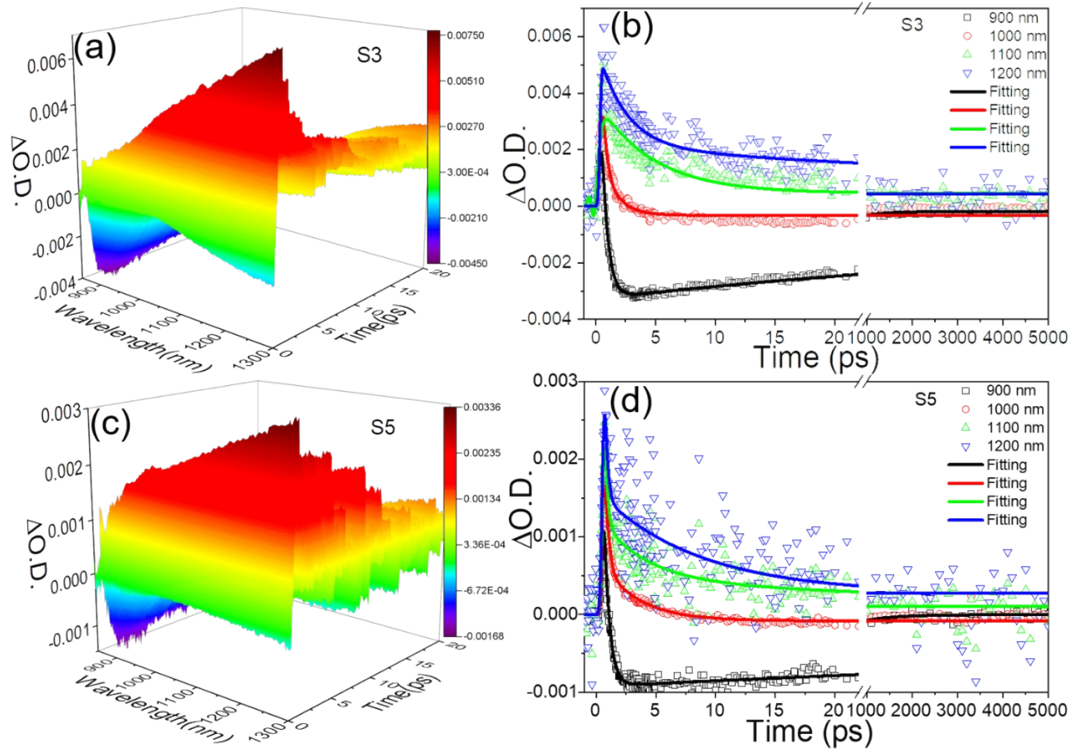 (a)
S3
0.006
0.004
0.002
0.000
-0.002
-0.004
ΔO.D.
900
1000
1100
1200
1300
Wavelength(nm)
0
5
10
15
20
Time(ps)
0.00750
0.00510
0.00270
3.00E-04
-0.00210
-0.00450
(b)
S3
900 nm
1000 nm
1100 nm
1200 nm
Fitting
Fitting
Fitting
Fitting
0.006
0.004
0.002
0.000
-0.002
-0.004
ΔO.D.
0 5 10 15 20 2000 3000 4000 5000
Time (ps)
(c)
S5
0.003
0.002
0.001
0.000
-0.001
ΔO.D.
900
1000
1100
1200
1300
Wavelength(nm)
0
5
10
15
20
Time(ps)
0.00336
0.00235
0.00134
3.36E-04
-6.72E-04
-0.00168
(d)
S5
900 nm
1000 nm
1100 nm
1200 nm
Fitting
Fitting
Fitting
Fitting
0.003
0.002
0.001
0.000
-0.001
ΔO.D.
0 5 10 15 20 2000 3000 4000 5000
Time (ps)